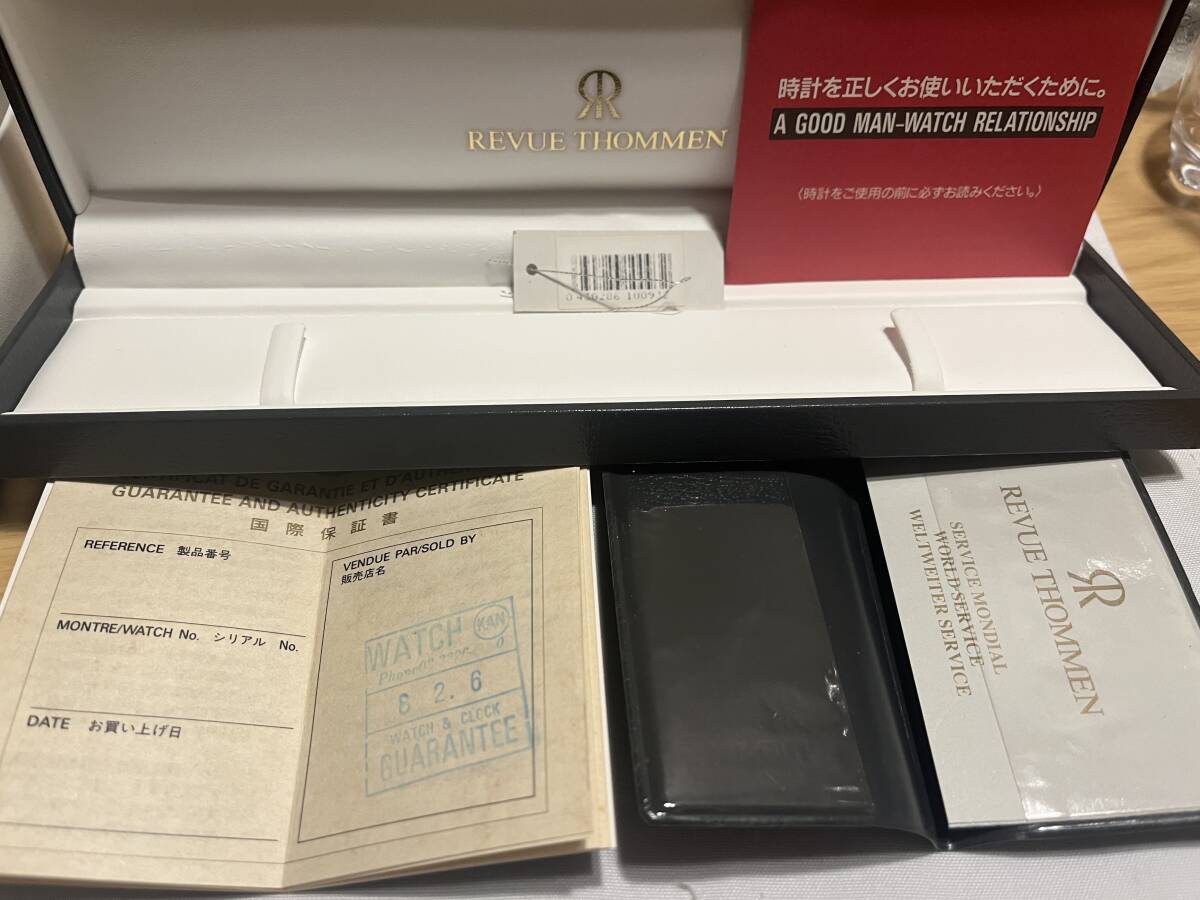 REVUE THOMMEN
時計を正しくお使いいただくために。
A GOOD MAN-WATCH RELATIONSHIP
〈時計をご使用の前に必ずお読みください。〉
GUARANTEE AND AUTHENTICITY CERTIFICATE
国際保証書
REFERENCE 製品番号
MONTRE/WATCH No. シリアル No.
DATE お買い上げ日
VENDUE PAR/SOLD BY
販売店名
WATCH KAN
6 2.6
WATCH & CLOCK
GUARANTEE
REVUE THOMMEN
SERVICE MONDIAL
WORLD SERVICE
WELTWEITER SERVICE